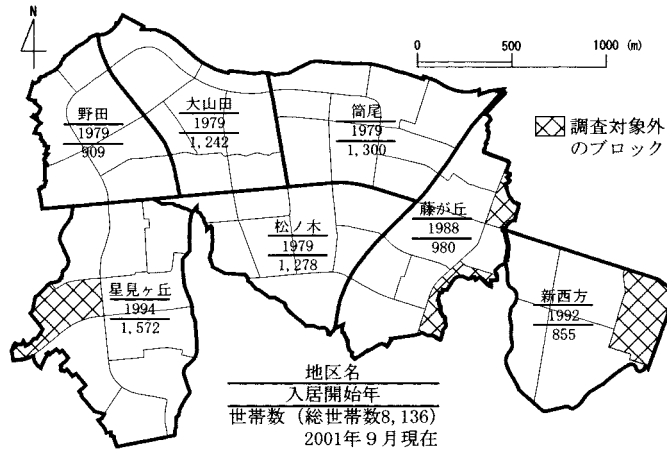 N
0 500 1000 (m)
野田
1979
909
大山田
1979
1,242
筒尾
1979
1,300
調査対象外
のブロック
藤が丘
1988
980
松ノ木
1979
1,278
星見ヶ丘
1994
1,572
新西方
1992
855
地区名
入居開始年
世帯数（総世帯数8,136）
2001年９月現在